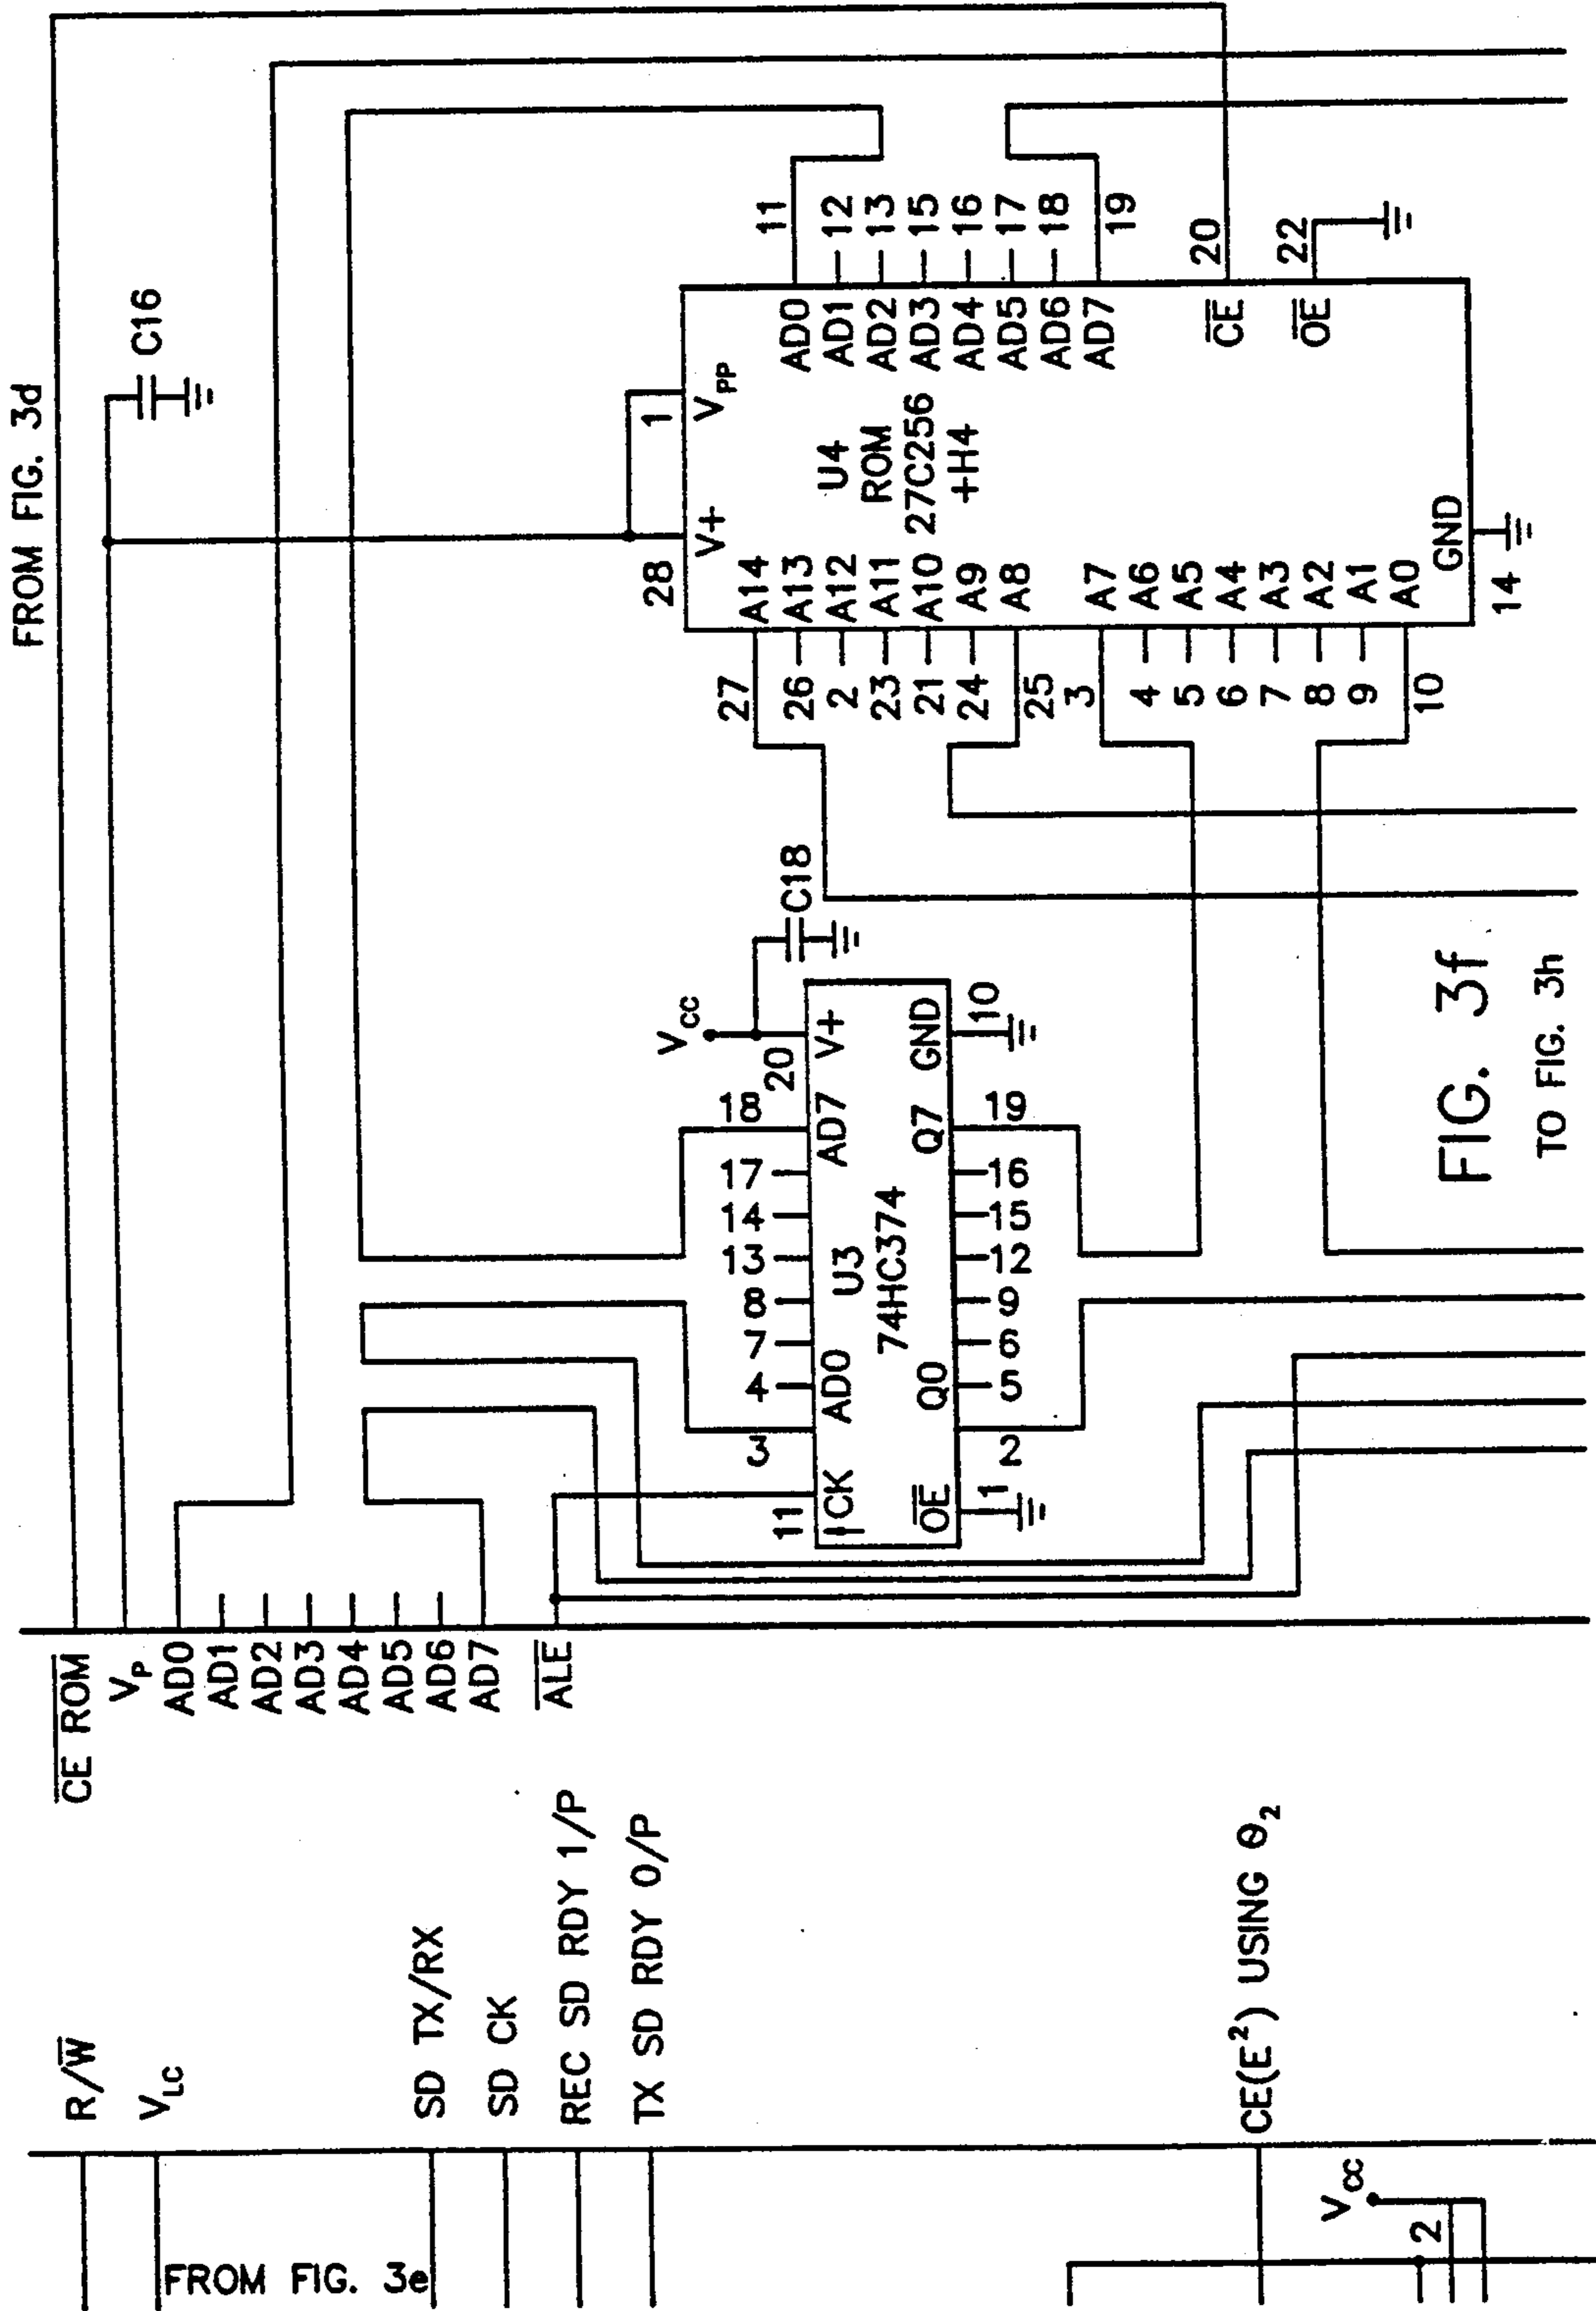 FROM FIG. 3d
C16
R/W̅
V_LC
SD TX/RX
SD CK
REC SD RDY 1/P
TX SD RDY 0/P
CE(E²) USING Θ₂
FROM FIG. 3e
V_CC
2
C̅E̅ ̅R̅O̅M̅
V_P
AD0
AD1
AD2
AD3
AD4
AD5
AD6
AD7
A̅L̅E̅
11
CK
3
4
7
8
13
14
17
18
20
AD0
AD7
V+
V_CC
C18
U3
74HC374
O̅E̅
Q0
Q7
GND
1
2
5
6
9
12
15
16
19
10
28
V+
1
V_PP
U4
ROM
27C256
+H4
27
26
2
23
21
24
25
3
4
5
6
7
8
9
10
A14
A13
A12
A11
A10
A9
A8
A7
A6
A5
A4
A3
A2
A1
A0
GND
14
AD0
AD1
AD2
AD3
AD4
AD5
AD6
AD7
C̅E̅
O̅E̅
11
12
13
15
16
17
18
19
20
22
FIG. 3f
TO FIG. 3h